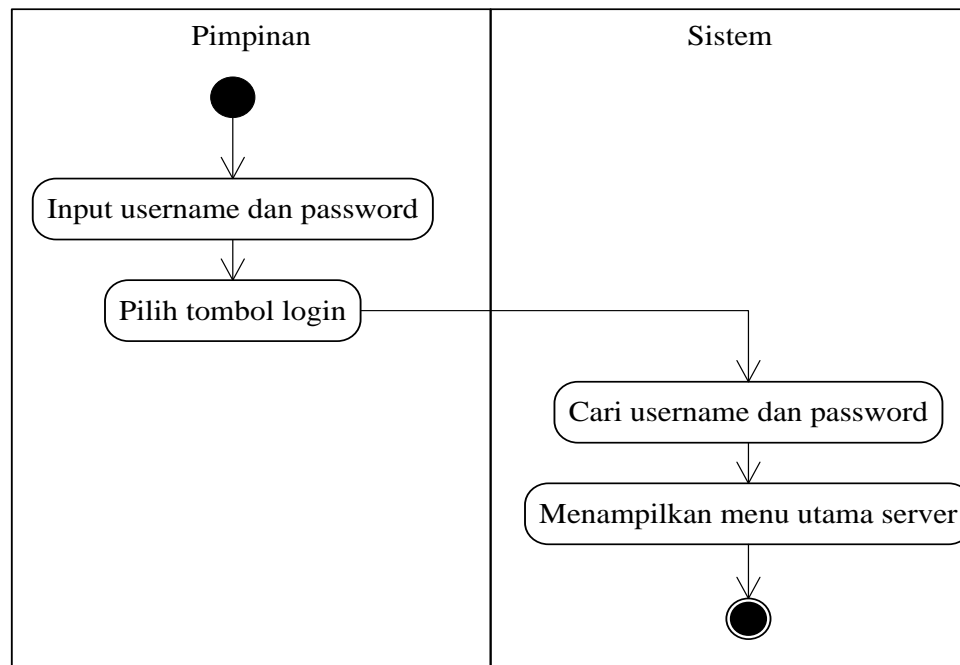 Pimpinan
Sistem
Input username dan password
Pilih tombol login
Cari username dan password
Menampilkan menu utama server